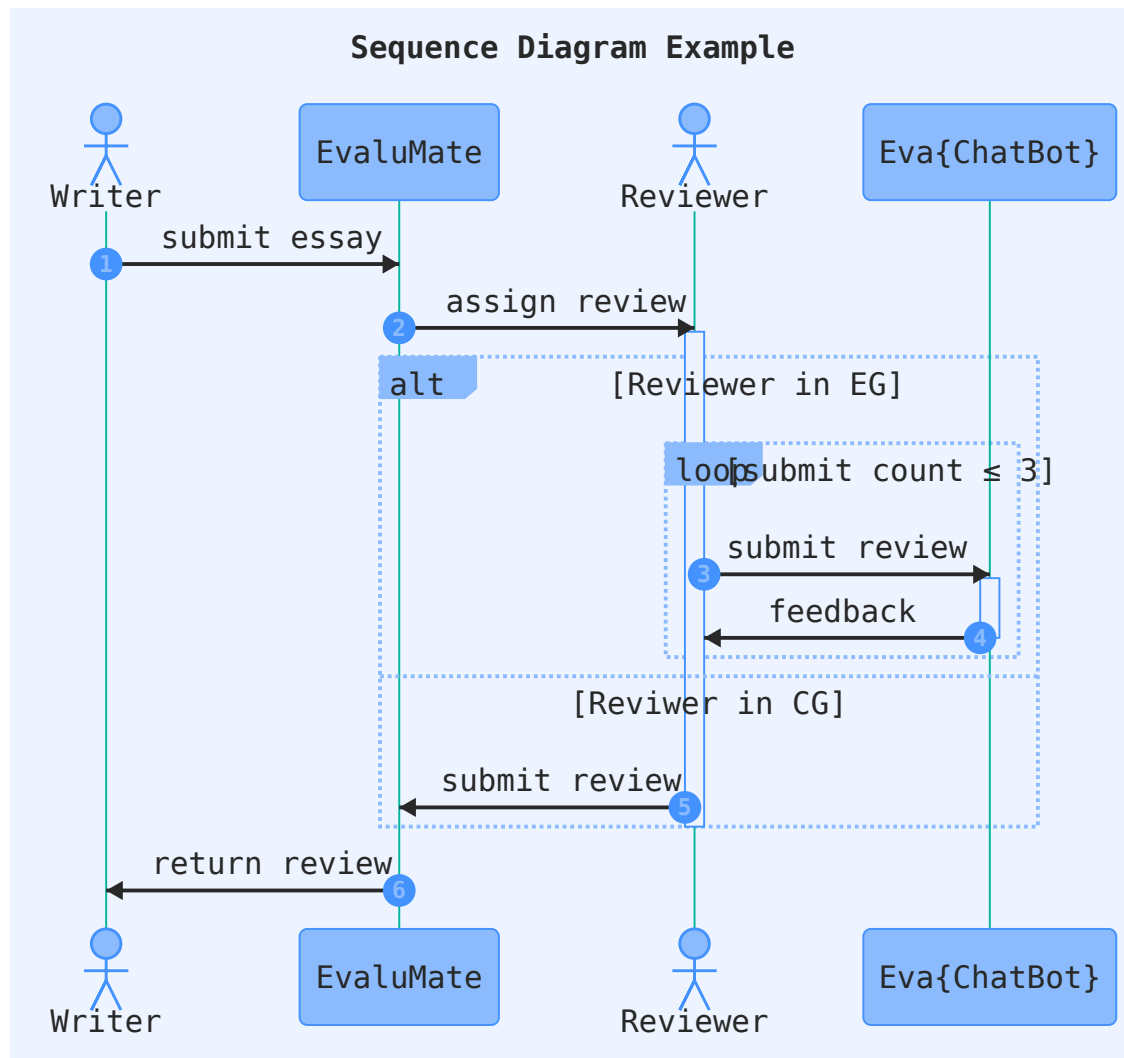 Sequence Diagram Example
Writer
EvaluMate
Reviewer
Eva{ChatBot}
submit essay
1
assign review
2
alt
[Reviewer in EG]
loop
[submit count ≤ 3]
submit review
3
feedback
4
[Reviwer in CG]
submit review
5
return review
6
Writer
EvaluMate
Reviewer
Eva{ChatBot}